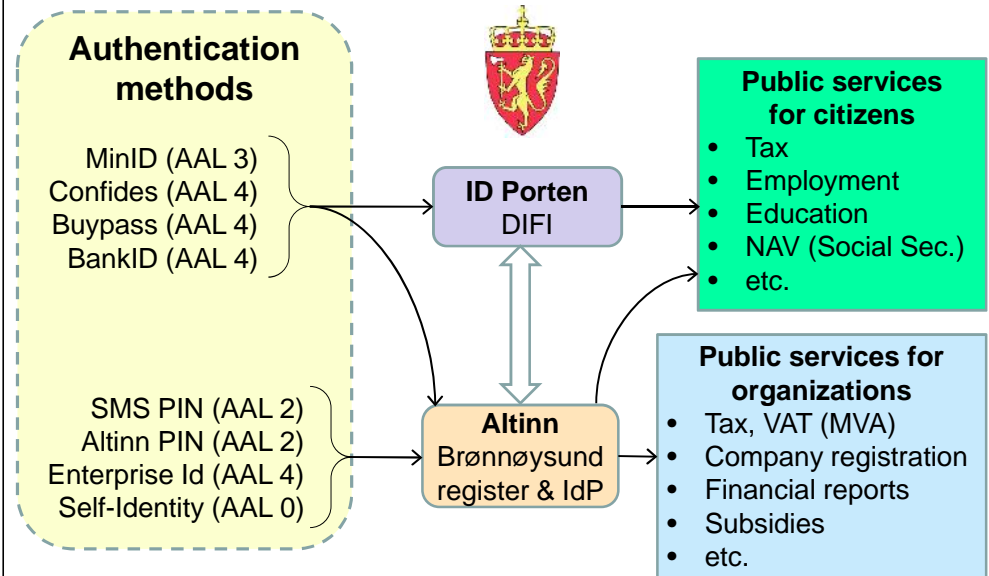 Authentication
methods
MinID (AAL 3)
Confides (AAL 4)
Buypass (AAL 4)
BankID (AAL 4)
SMS PIN (AAL 2)
Altinn PIN (AAL 2)
Enterprise Id (AAL 4)
Self-Identity (AAL 0)
ID Porten
DIFI
Altinn
Brønnøysund
register & IdP
Public services
for citizens
• Tax
• Employment
• Education
• NAV (Social Sec.)
• etc.
Public services for
organizations
• Tax, VAT (MVA)
• Company registration
• Financial reports
• Subsidies
• etc.